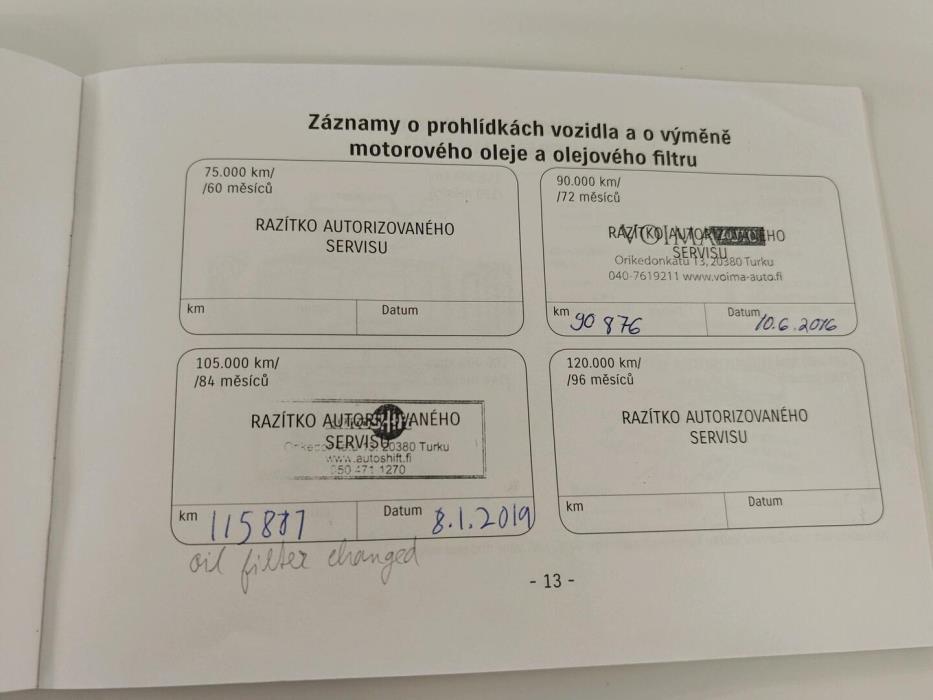 Záznamy o prohlídkách vozidla a o výměně
motorového oleje a olejového filtru
75.000 km/
/60 měsíců
RAZÍTKO AUTORIZOVANÉHO
SERVISU
km
Datum
90.000 km/
/72 měsíců
RAZÍTKO AUTORIZOVANÉHO
VOIMA
SERVISU
Orikedonkatu 13, 20380 Turku
040-7619211 www.voima-auto.fi
km 90 876
Datum 10.6.2016
105.000 km/
/84 měsíců
RAZÍTKO AUTORIZOVANÉHO
SERVISU
Orikedonkatu 13, 20380 Turku
www.autoshift.fi
050 471 1270
km
Datum 8.1.2019
oil filter changed
120.000 km/
/96 měsíců
RAZÍTKO AUTORIZOVANÉHO
SERVISU
km
Datum
- 13 -